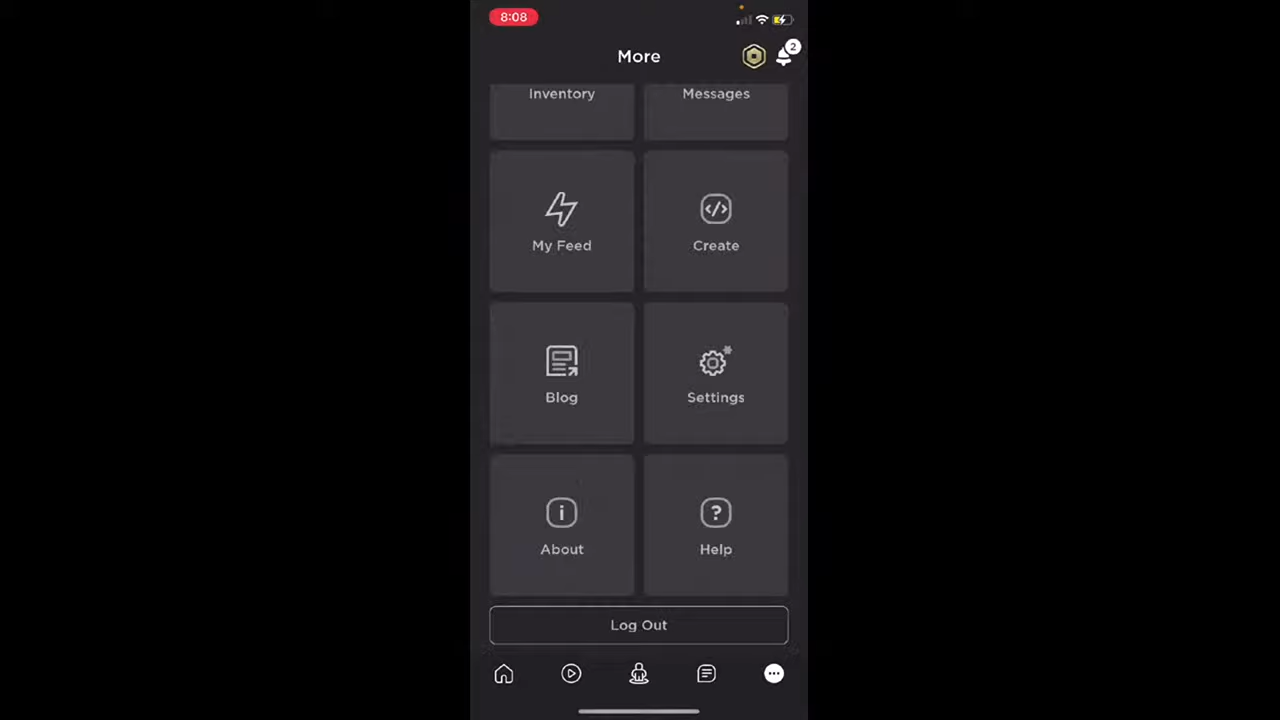 8:08
More
2
Inventory
Messages
My Feed
Create
Blog
Settings
About
Help
Log Out